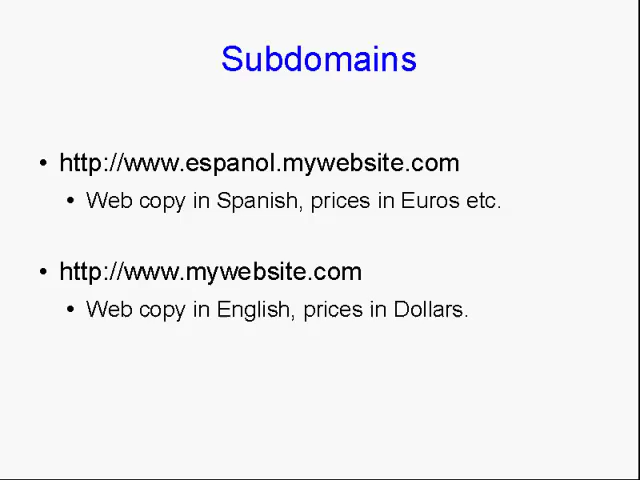 Subdomains
• http://www.espanol.mywebsite.com
• Web copy in Spanish, prices in Euros etc.
• http://www.mywebsite.com
• Web copy in English, prices in Dollars.